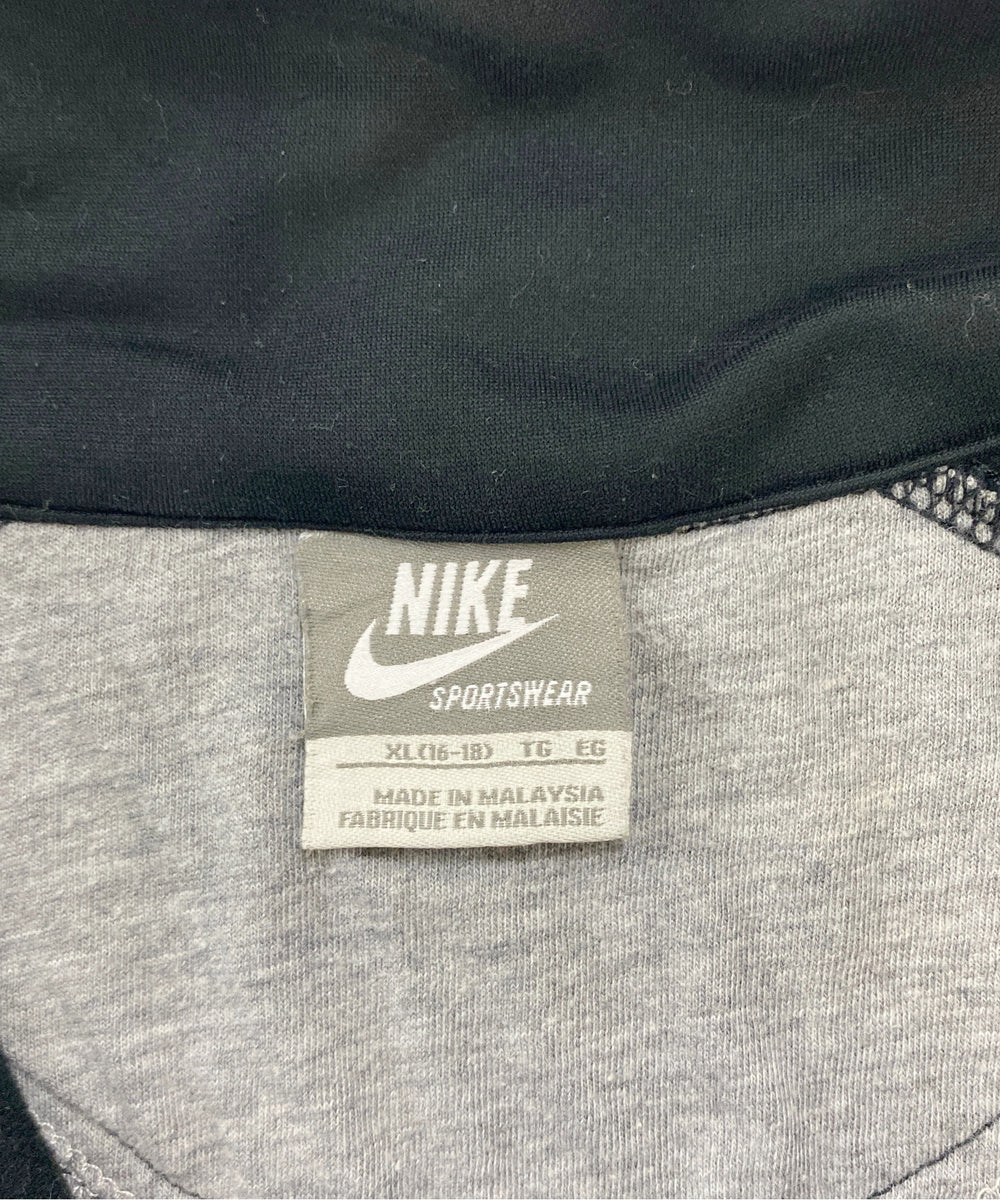 NIKE
SPORTSWEAR
XL(16-18) TG EG
MADE IN MALAYSIA
FABRIQUE EN MALAISIE